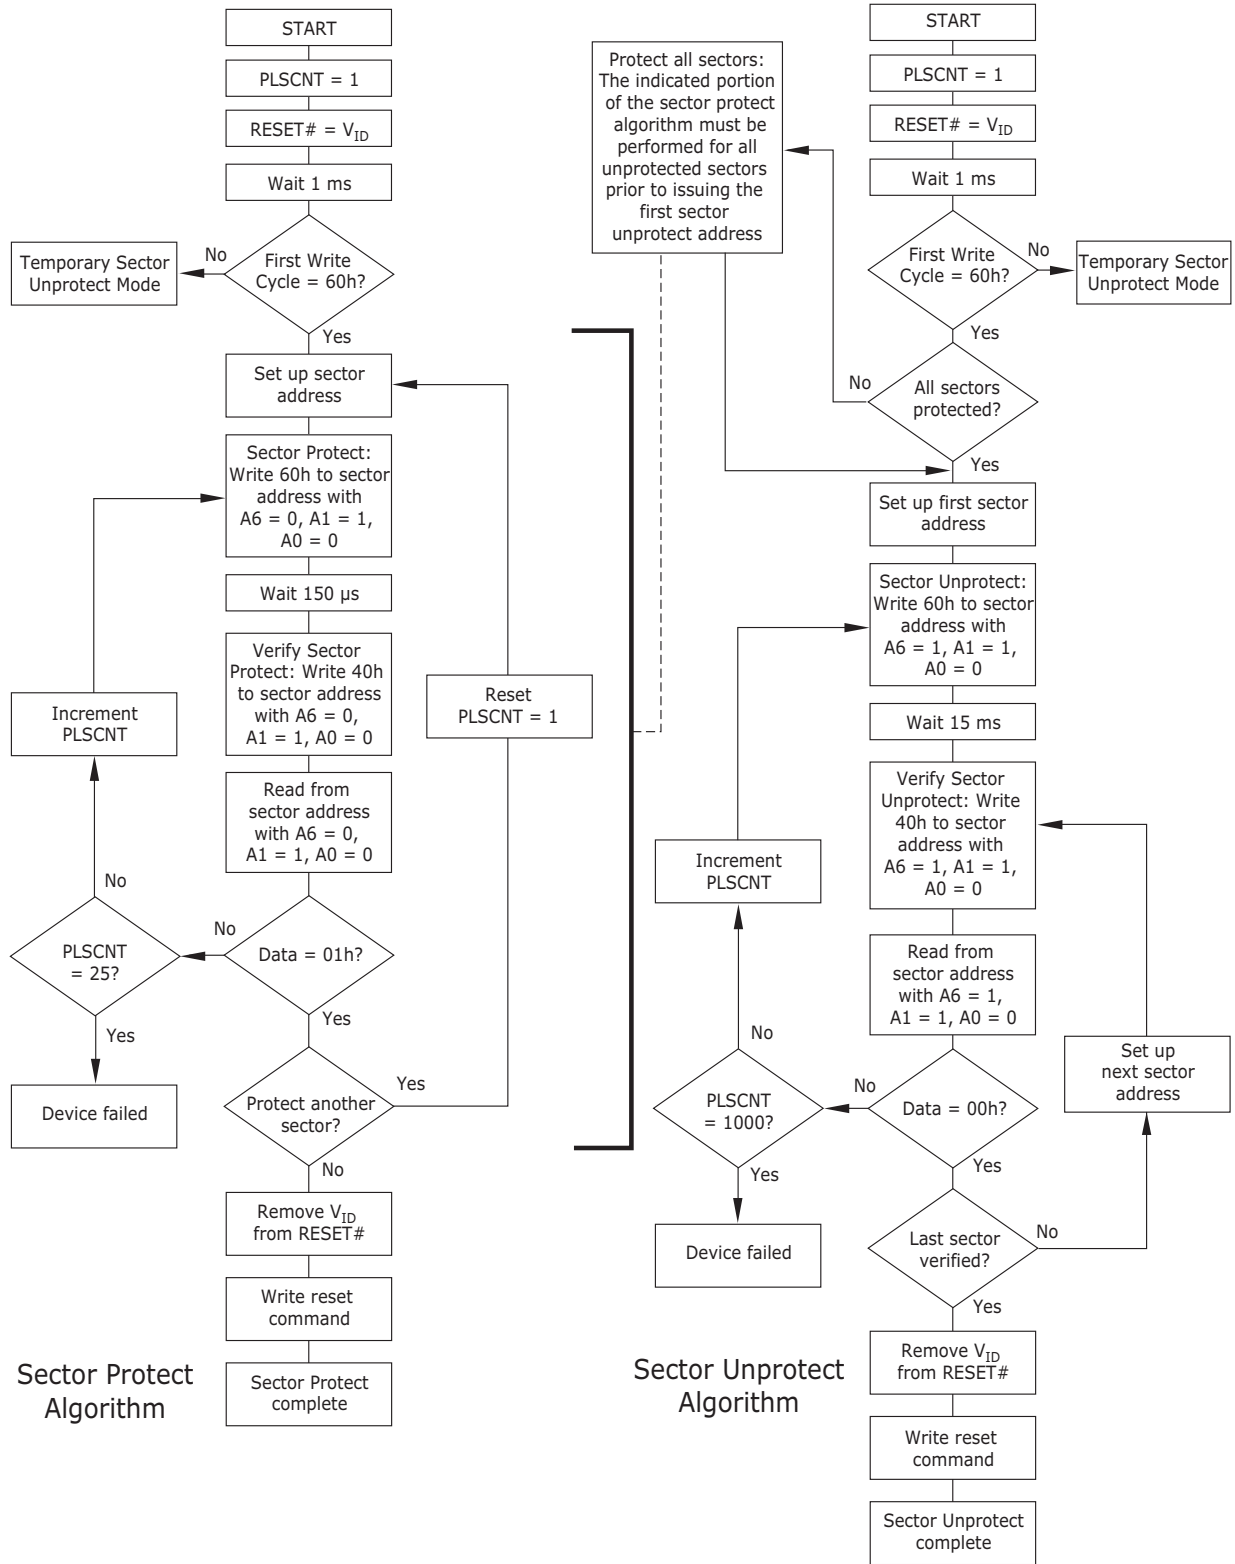 START
PLSCNT = 1
RESET# = VID
Wait 1 ms
First Write
Cycle = 60h?
No
Temporary Sector
Unprotect Mode
Yes
Set up sector
address
Sector Protect:
Write 60h to sector
address with
A6 = 0, A1 = 1,
A0 = 0
Wait 150 µs
Verify Sector
Protect: Write 40h
to sector address
with A6 = 0,
A1 = 1, A0 = 0
Increment
PLSCNT
Reset
PLSCNT = 1
Read from
sector address
with A6 = 0,
A1 = 1, A0 = 0
No
PLSCNT
= 25?
No
Data = 01h?
Yes
Yes
Device failed
Protect another
sector?
Yes
No
Remove VID
from RESET#
Write reset
command
Sector Protect
complete
Sector Protect
Algorithm
Protect all sectors:
The indicated portion
of the sector protect
algorithm must be
performed for all
unprotected sectors
prior to issuing the
first sector
unprotect address
START
PLSCNT = 1
RESET# = VID
Wait 1 ms
First Write
Cycle = 60h?
No
Temporary Sector
Unprotect Mode
Yes
No
All sectors
protected?
Yes
Set up first sector
address
Sector Unprotect:
Write 60h to sector
address with
A6 = 1, A1 = 1,
A0 = 0
Wait 15 ms
Verify Sector
Unprotect: Write
40h to sector
address with
A6 = 1, A1 = 1,
A0 = 0
Increment
PLSCNT
Read from
sector address
with A6 = 1,
A1 = 1, A0 = 0
No
Set up
next sector
address
PLSCNT
= 1000?
No
Data = 00h?
Yes
Yes
Device failed
Last sector
verified?
No
Yes
Remove VID
from RESET#
Write reset
command
Sector Unprotect
complete
Sector Unprotect
Algorithm